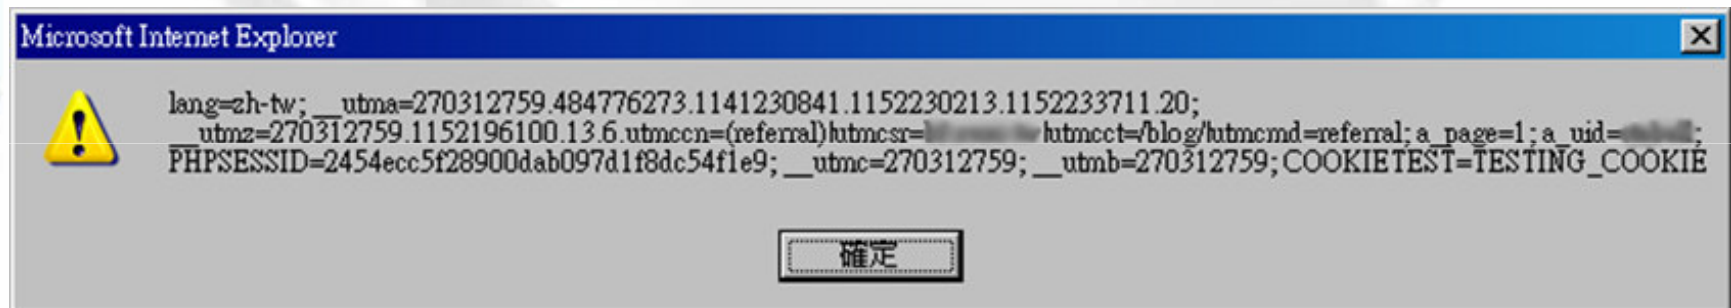 Microsoft Internet Explorer
lang=zh-tw; __utma=270312759.484776273.1141230841.1152230213.1152233711.20;
__utmz=270312759.1152196100.13.6.utmccn=(referral)|utmcsr= |utmcct=/blog/|utmcmd=referral; a_page=1; a_uid= ;
PHPSESSID=2454ecc5f28900dab097d1f8dc54f1e9; __utmc=270312759; __utmb=270312759; COOKIETEST=TESTING_COOKIE
確定